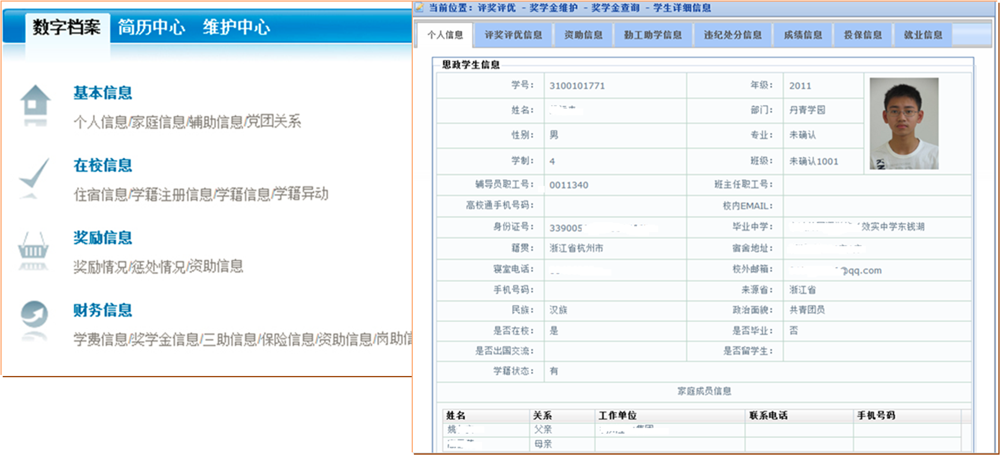 数字档案 简历中心 维护中心
基本信息
个人信息/家庭信息/辅助信息/党团关系
在校信息
住宿信息/学籍注册信息/学籍信息/学籍异动
奖励信息
奖励情况/惩处情况/资助信息
财务信息
学费信息/奖学金信息/三助信息/保险信息/资助信息/岗助信
当前位置：评奖评优 - 奖学金维护 - 奖学金查询 - 学生详细信息
个人信息 评奖评优信息 资助信息 勤工助学信息 违纪处分信息 成绩信息 投保信息 就业信息
思政学生信息
学号： 3100101771 年级： 2011
姓名： 部门： 丹青学园
性别： 男 专业： 未确认
学制： 4 班级： 未确认1001
辅导员职工号： 0011340 班主任职工号：
高校通手机号码： 校内EMAIL：
身份证号： 339005 毕业中学： 效实中学东钱湖
籍贯： 浙江省杭州市 宿舍地址：
寝室电话： 校外邮箱： @qq.com
手机号码： 来源省： 浙江省
民族： 汉族 政治面貌： 共青团员
是否在校： 是 是否毕业： 否
是否出国交流： 是否留学生：
学籍状态： 有
家庭成员信息
姓名 关系 工作单位 联系电话 手机号码
姚 父亲 集团
母亲